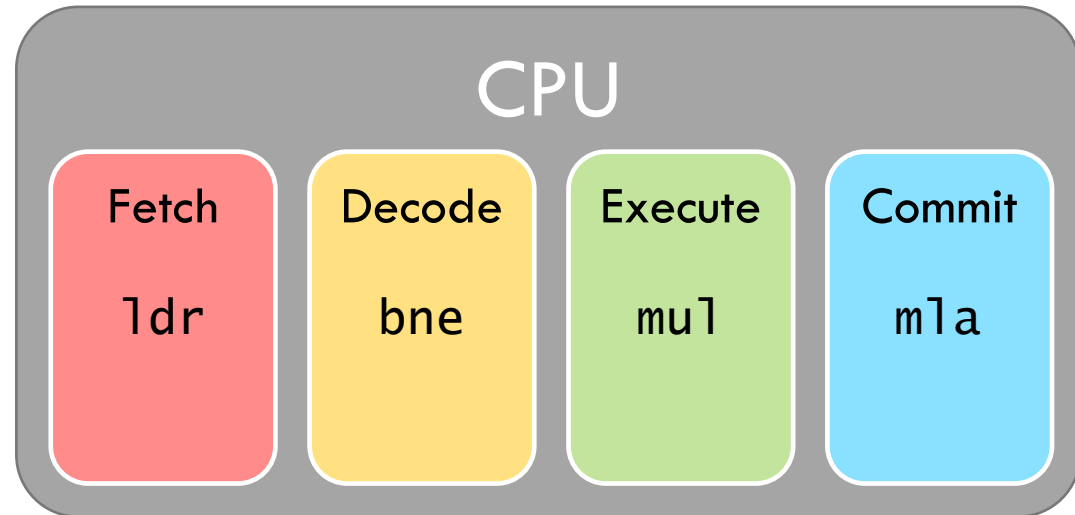 CPU
Fetch
Decode
Execute
Commit
ldr
bne
mul
mla